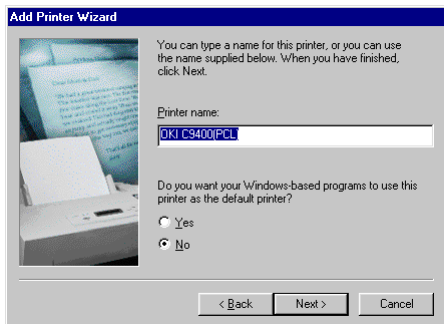 Add Printer Wizard
You can type a name for this printer, or you can use
the name supplied below. When you have finished,
click Next.
Printer name:
OKI C9400(PCL)
Do you want your Windows-based programs to use this
printer as the default printer?
Yes
No
< Back
Next >
Cancel